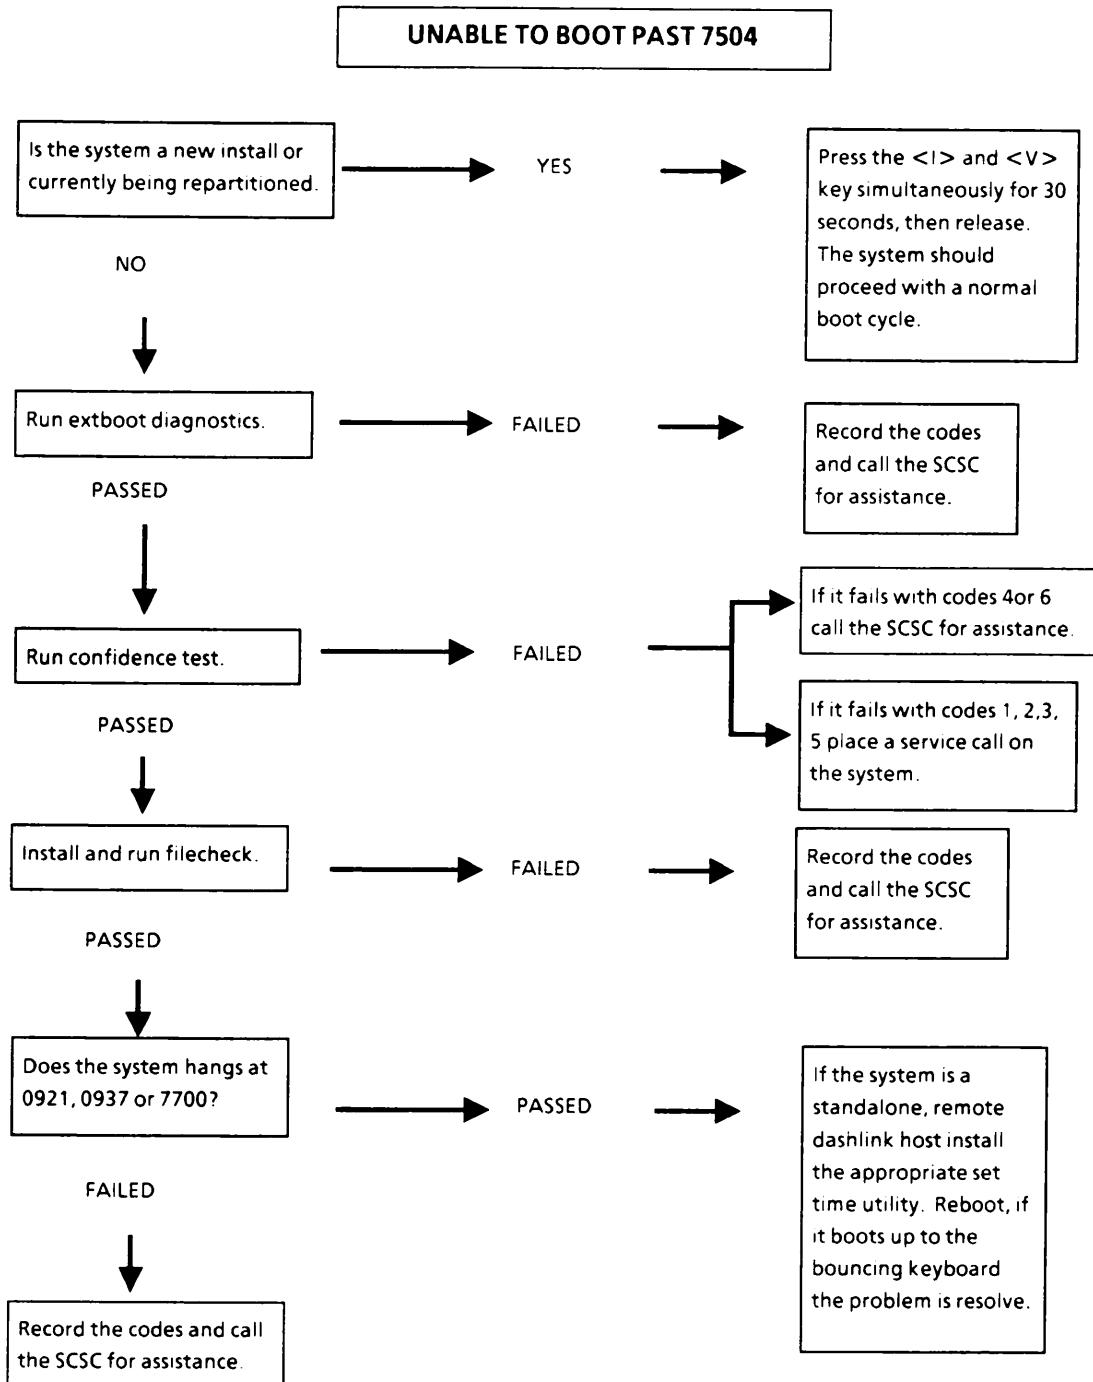 UNABLE TO BOOT PAST 7504
Is the system a new install or
currently being repartitioned.
YES
Press the <I> and <V>
key simultaneously for 30
seconds, then release.
The system should
proceed with a normal
boot cycle.
NO
Run extboot diagnostics.
FAILED
Record the codes
and call the SCSC
for assistance.
PASSED
Run confidence test.
FAILED
If it fails with codes 4or 6
call the SCSC for assistance.
If it fails with codes 1, 2,3,
5 place a service call on
the system.
PASSED
Install and run filecheck.
FAILED
Record the codes
and call the SCSC
for assistance.
PASSED
Does the system hangs at
0921, 0937 or 7700?
PASSED
If the system is a
standalone, remote
dashlink host install
the appropriate set
time utility. Reboot, if
it boots up to the
bouncing keyboard
the problem is resolve.
FAILED
Record the codes and call
the SCSC for assistance.